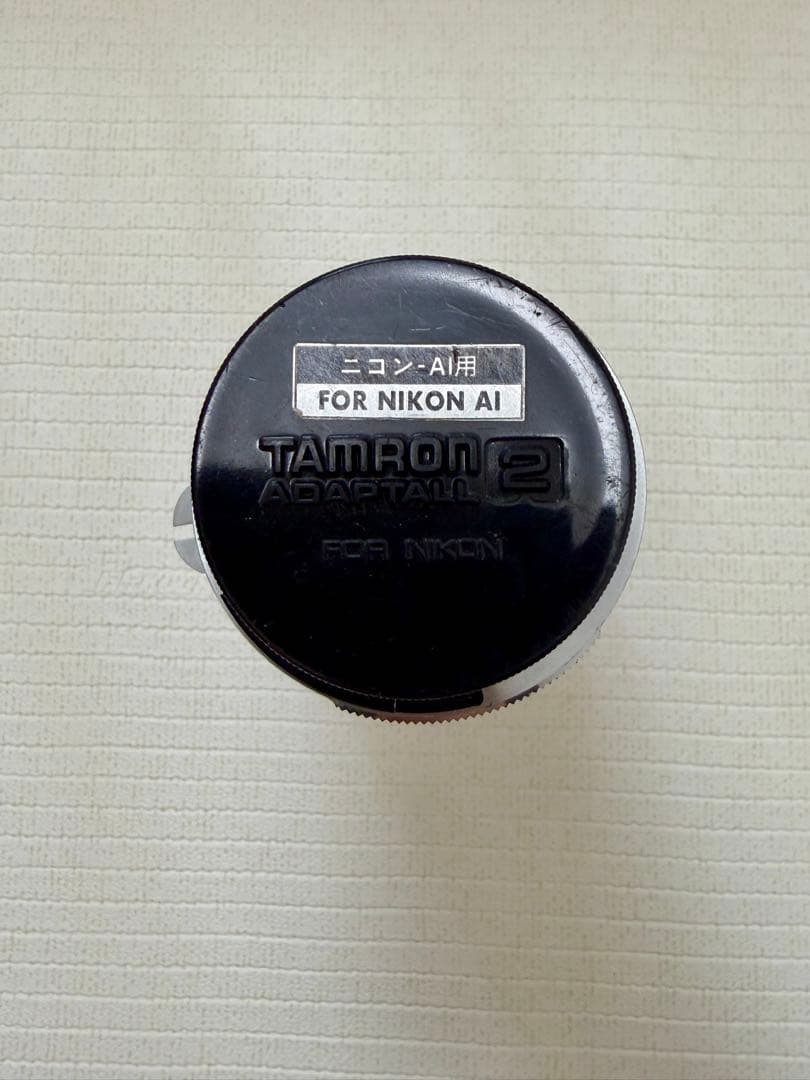 ニコン-AI用
FOR NIKON AI
TAMRON
ADAPTALL 2
FOR NIKON